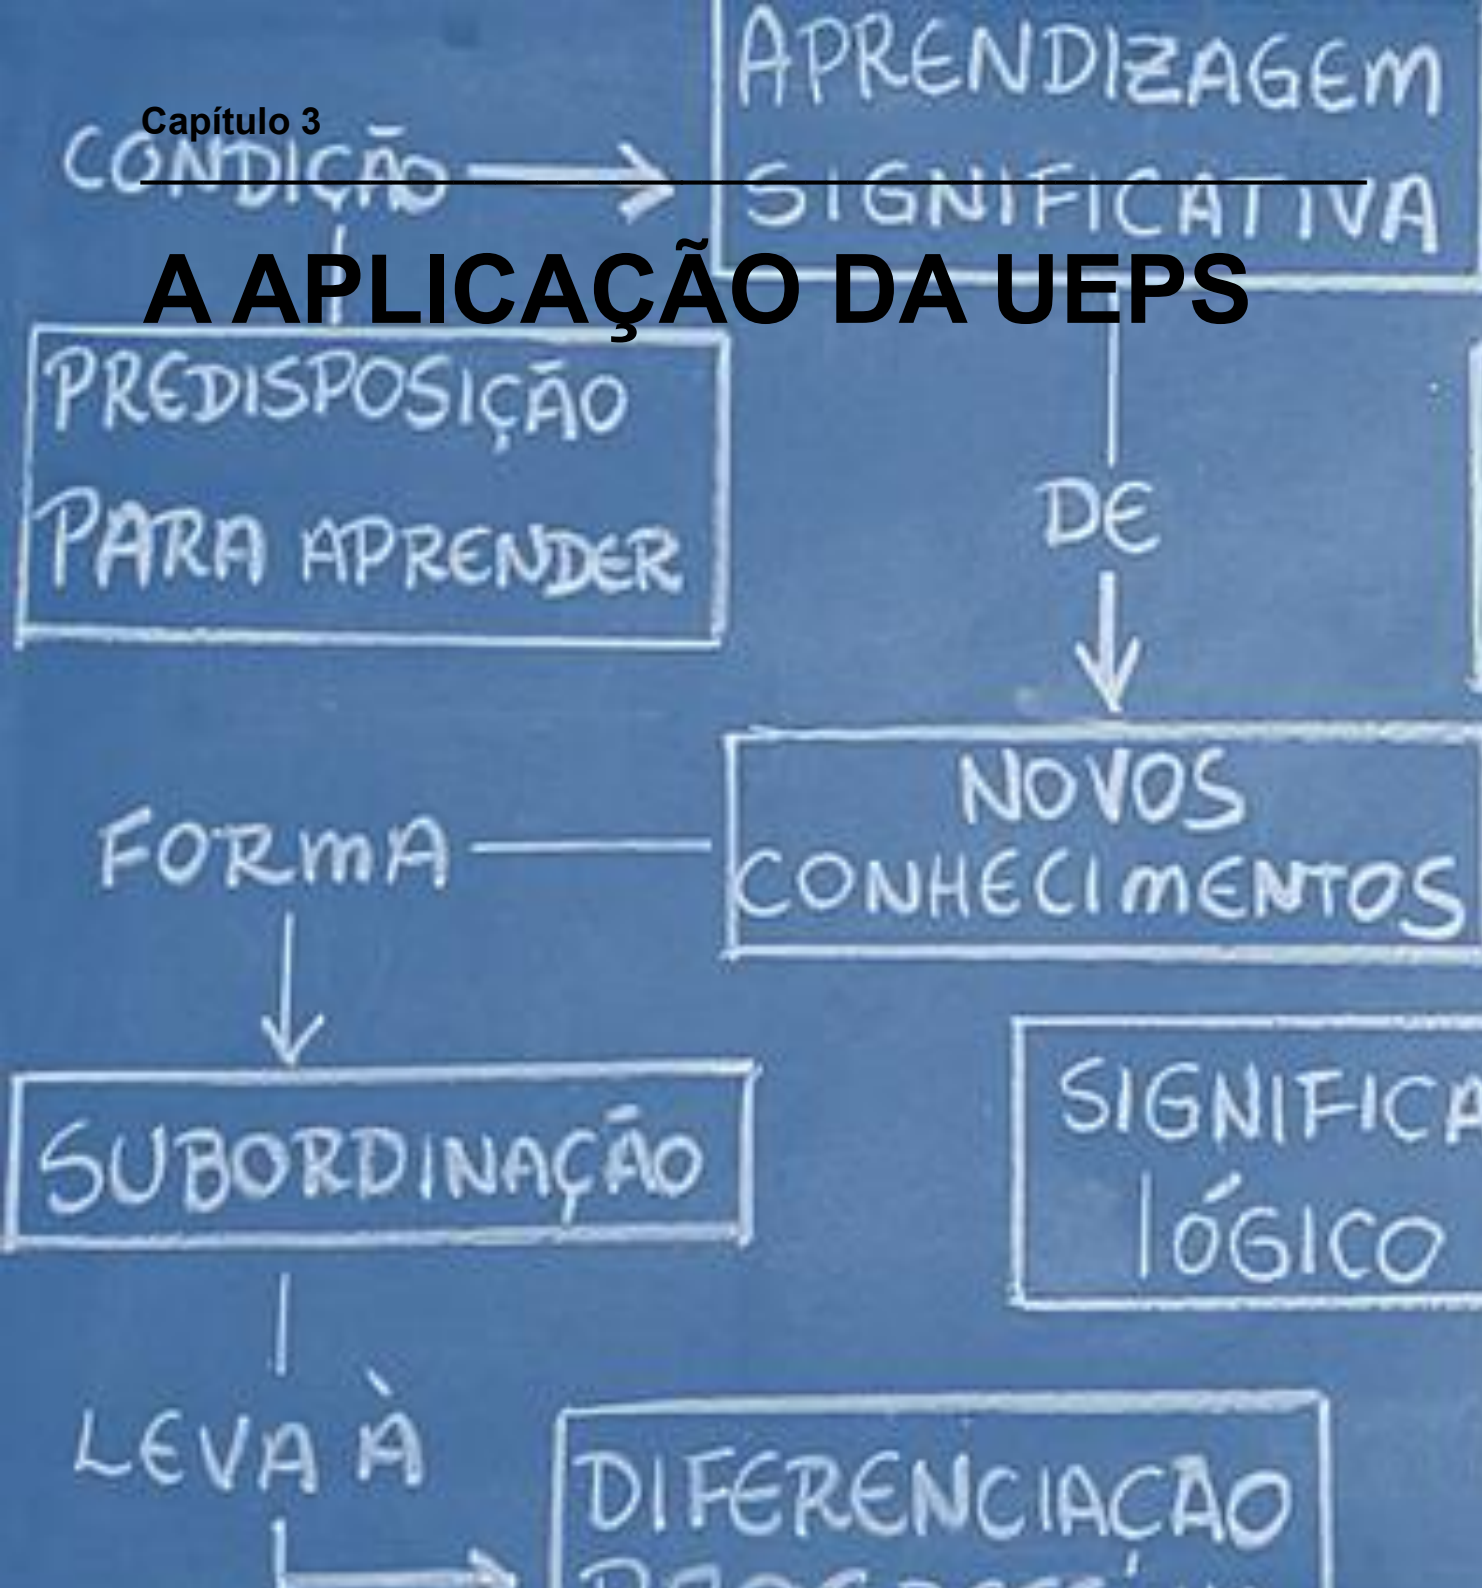 APRENDIZAGEM
SIGNIFICATIVA
Capítulo 3
CONDIÇÃO
A APLICAÇÃO DA UEPS
PREDISPOSIÇÃO
PARA APRENDER
DE
NOVOS
CONHECIMENTOS
FORMA
SIGNIFICA
LÓGICO
SUBORDINAÇÃO
LEVA À
DIFERENCIAÇÃO